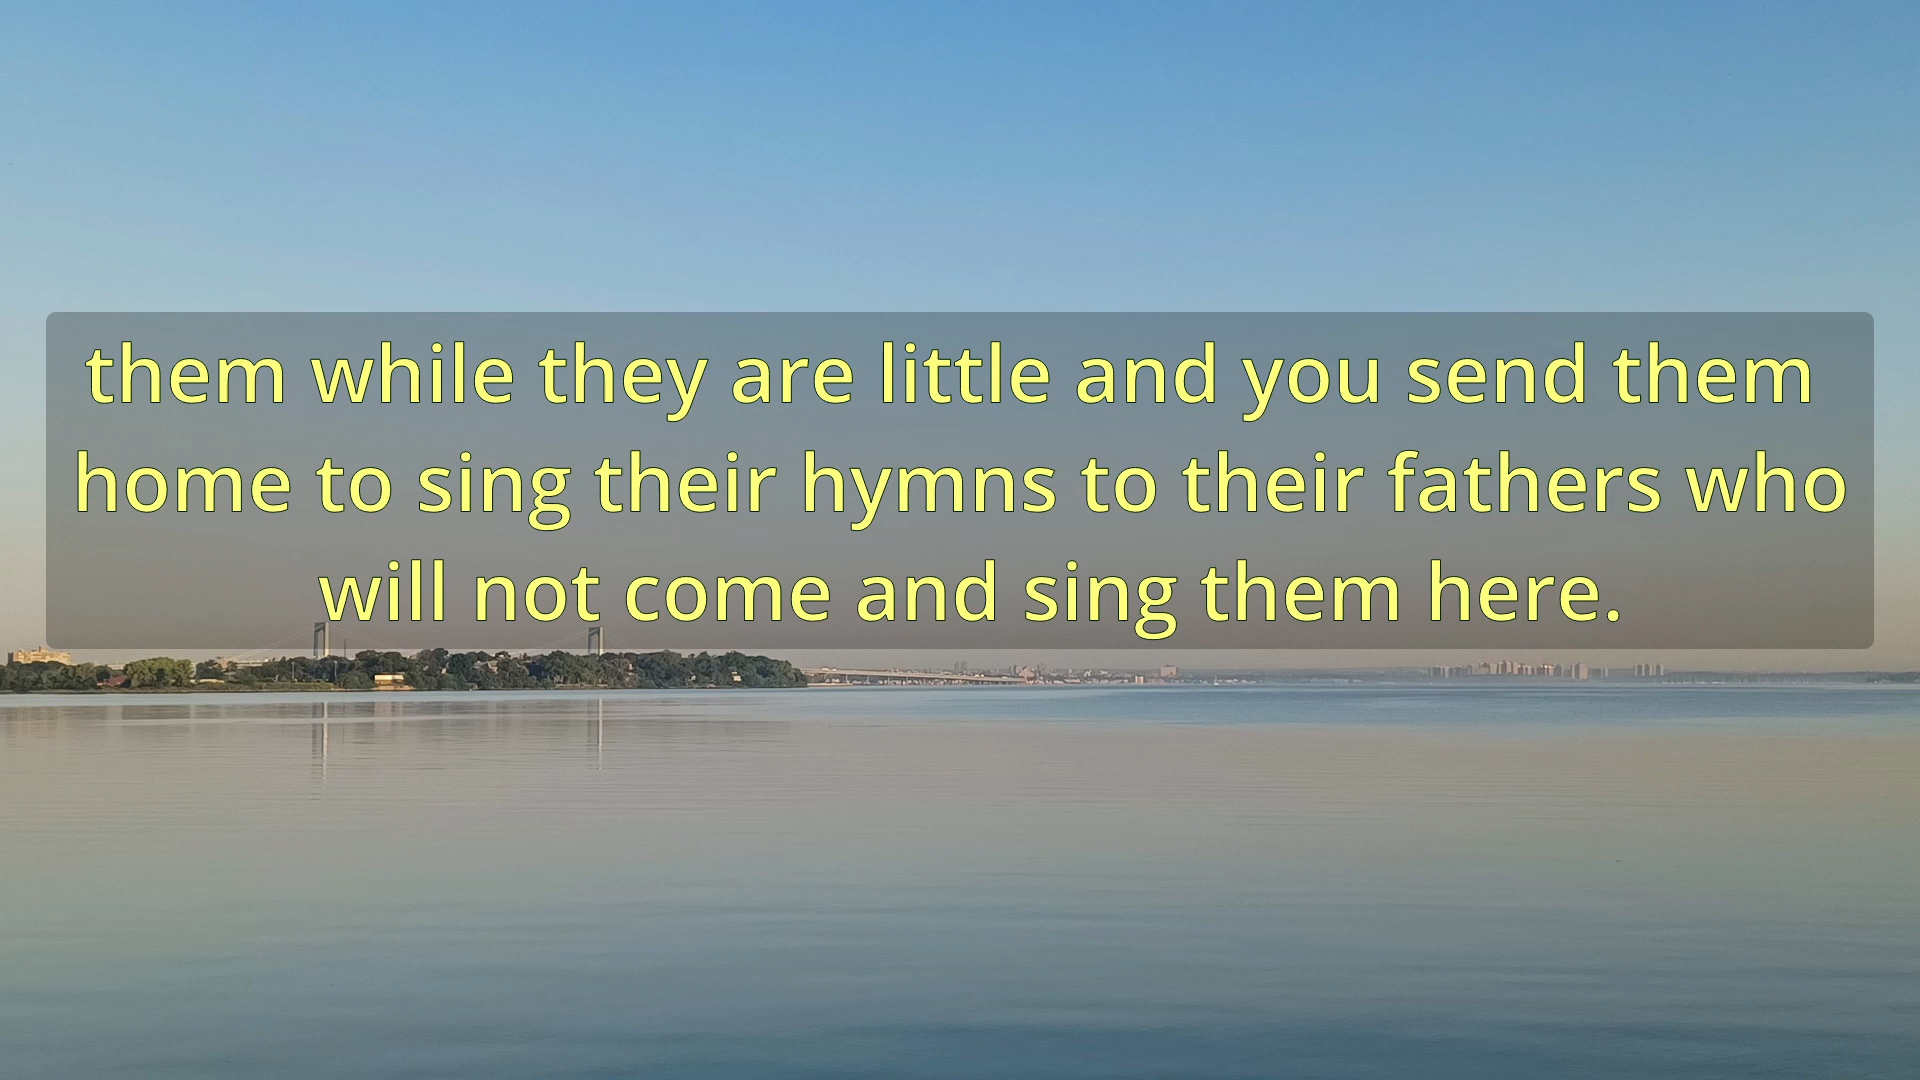 them while they are little and you send them
home to sing their hymns to their fathers who
will not come and sing them here.